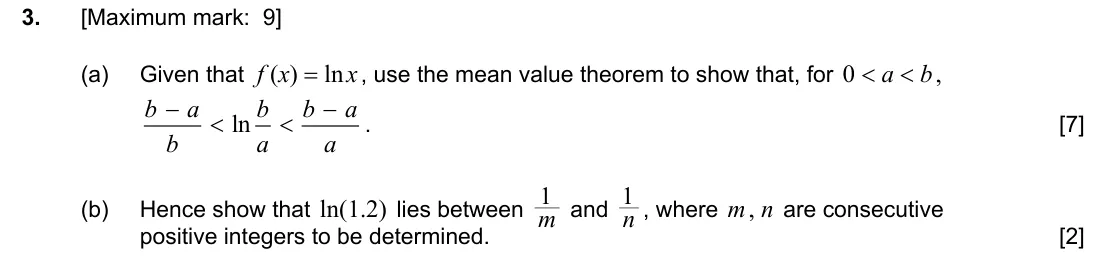 3. [Maximum mark: 9]
(a) Given that f(x) = ln x, use the mean value theorem to show that, for 0 < a < b,
(b − a)/b < ln b/a < (b − a)/a . [7]
(b) Hence show that ln(1.2) lies between 1/m and 1/n, where m, n are consecutive
positive integers to be determined. [2]